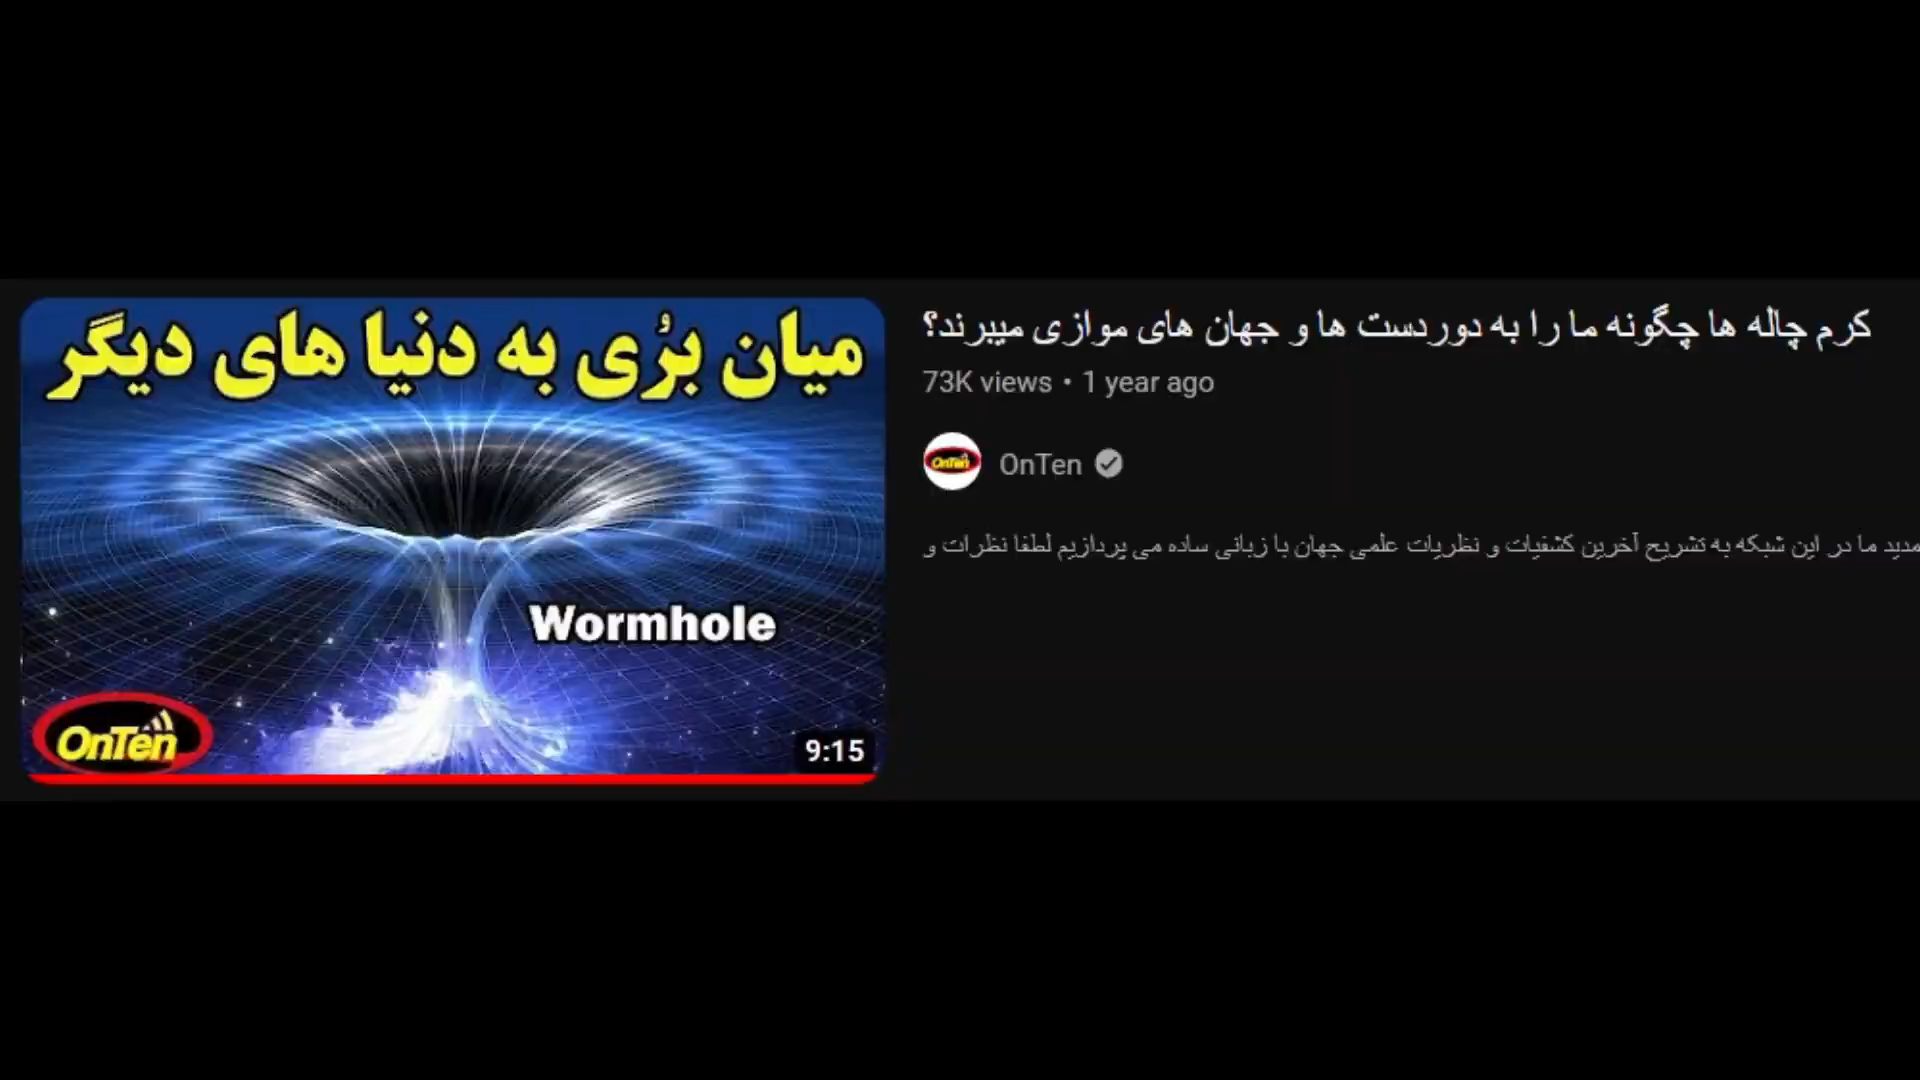 میان بُری به دنیا های دیگر
Wormhole
OnTen
9:15
کرم چاله ها چگونه ما را به دوردست ها و جهان های موازی میبرند؟
73K views • 1 year ago
OnTen
OnTen
ما در این شبکه به تشریح آخرین کشفیات و نظریات علمی جهان با زبانی ساده می پردازیم لطفا نظرات و